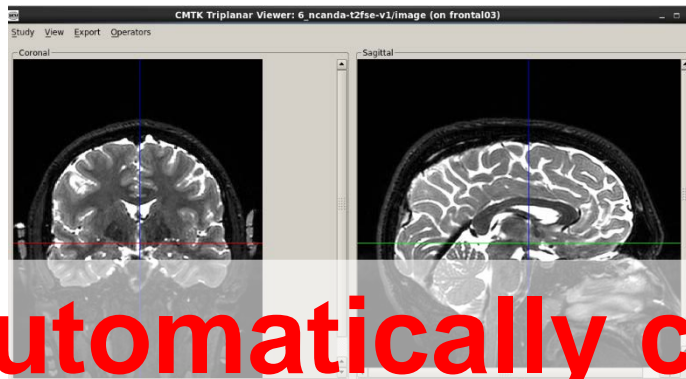 CMTK Triplanar Viewer: 6_ncanda-t2fse-v1/image (on frontal03)
Study View Export Operators
Coronal
Sagittal
utomatically c